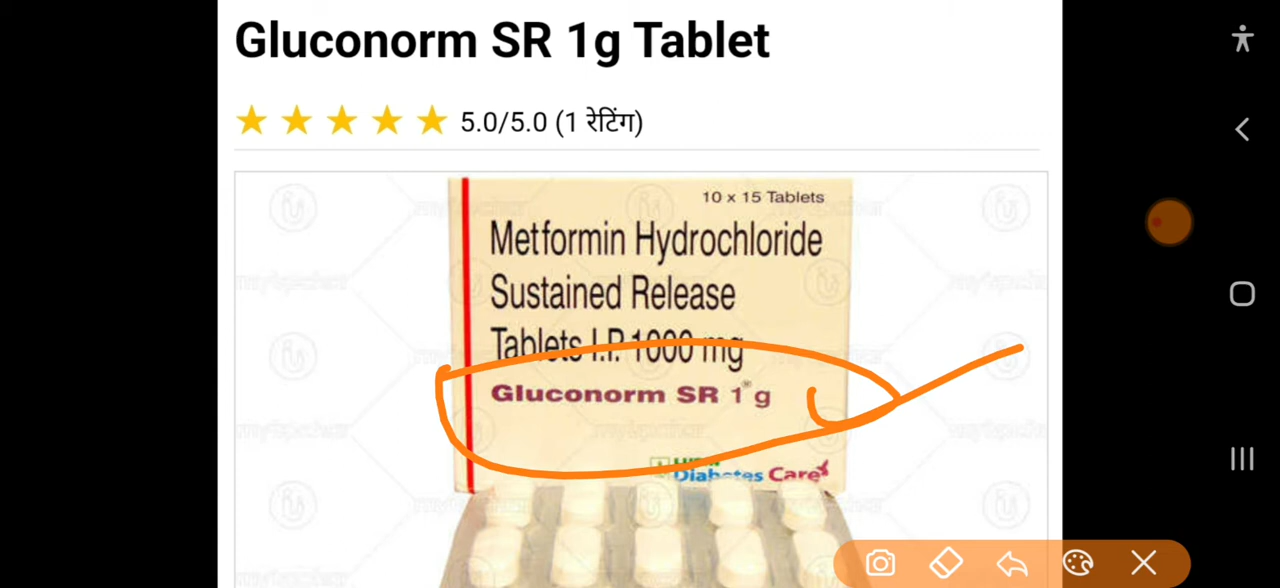 Gluconorm SR 1g Tablet
5.0/5.0 (1 रेटिंग)
10 x 15 Tablets
Metformin Hydrochloride
Sustained Release
Tablets I.P. 1000 mg
Gluconorm SR 1® g
Diabetes Care